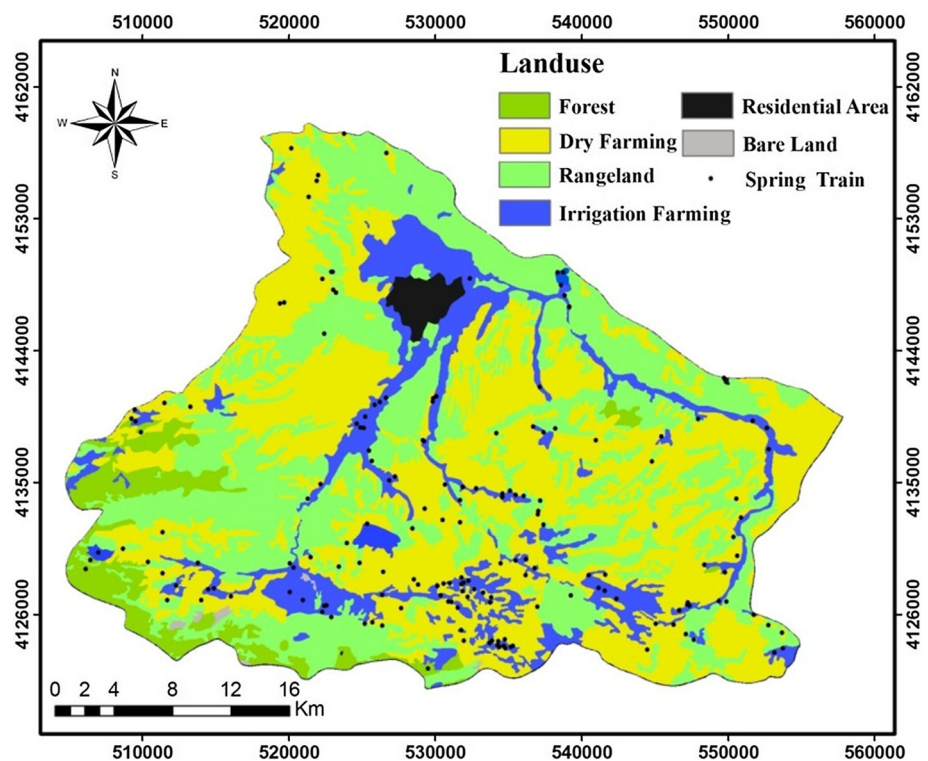 510000 520000 530000 540000 550000 560000
4162000 4162000
4153000 4153000
4144000 4144000
4135000 4135000
4126000 4126000
N
W E
S
Landuse
Forest
Dry Farming
Rangeland
Irrigation Farming
Residential Area
Bare Land
Spring Train
0 2 4 8 12 16
Km
510000 520000 530000 540000 550000 560000